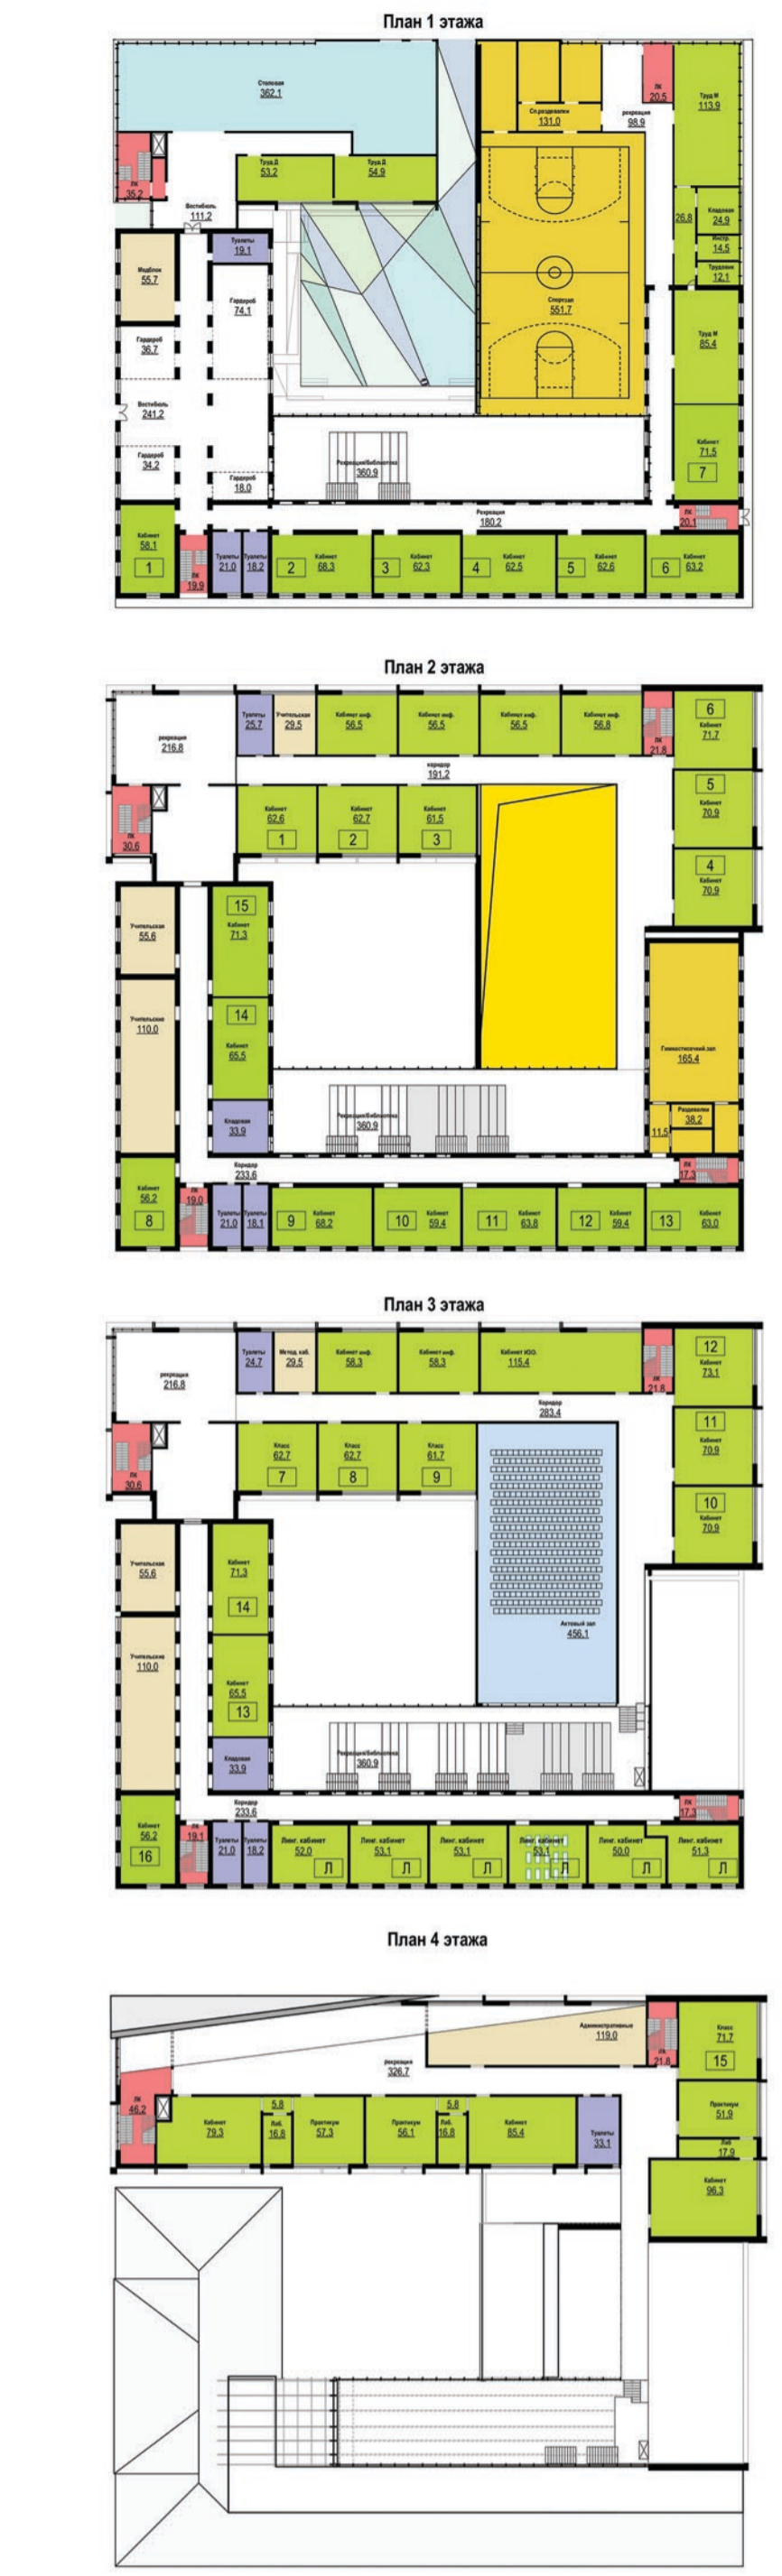 План 1 этажа
Столовая
362.1
Сп.раздевалки
131.0
рекреация
98.9
ЛК
20.5
Труд М
113.9
ЛК
35.2
Труд Д
53.2
Труд Д
54.9
Вестибюль
111.2
26.8
Кладовая
24.9
Инстр.
14.5
Трудовик
12.1
Медблок
55.7
Туалеты
19.1
Гардероб
74.1
Спортзал
551.7
Гардероб
36.7
Труд М
85.4
Вестибюль
241.2
Гардероб
34.2
Гардероб
18.0
Рекреация/библиотека
360.9
Кабинет
71.5
7
Рекреация
180.2
ЛК
20.1
Кабинет
58.1
1
ЛК
19.9
Туалеты
21.0
Туалеты
18.2
2
Кабинет
68.3
3
Кабинет
62.3
4
Кабинет
62.5
5
Кабинет
62.6
6
Кабинет
63.2
План 2 этажа
рекреация
216.8
Туалеты
25.7
Учительская
29.5
Кабинет инф.
56.5
Кабинет инф.
56.5
Кабинет инф.
56.5
Кабинет инф.
56.8
ЛК
21.8
6
Кабинет
71.7
коридор
191.2
ЛК
30.6
Кабинет
62.6
1
Кабинет
62.7
2
Кабинет
61.5
3
5
Кабинет
70.9
4
Кабинет
70.9
Учительская
55.6
15
Кабинет
71.3
Учительские
110.0
14
Кабинет
65.5
Гимнастический зал
165.4
Кладовая
33.9
Рекреация/библиотека
360.9
Раздевалки
38.2
11.5
Коридор
233.6
ЛК
17.3
Кабинет
56.2
8
ЛК
19.0
Туалеты
21.0
Туалеты
18.1
9
Кабинет
68.2
10
Кабинет
59.4
11
Кабинет
63.8
12
Кабинет
59.4
13
Кабинет
63.0
План 3 этажа
рекреация
216.8
Туалеты
24.7
Метод. каб.
29.5
Кабинет инф.
58.3
Кабинет инф.
58.3
Кабинет ИЗО.
115.4
ЛК
21.8
12
Кабинет
73.1
Коридор
283.4
ЛК
30.6
Класс
62.7
7
Класс
62.7
8
Класс
61.7
9
11
Кабинет
70.9
10
Кабинет
70.9
Учительская
55.6
Кабинет
71.3
14
Актовый зал
456.1
Учительские
110.0
Кабинет
65.5
13
Кладовая
33.9
Рекреация/библиотека
360.9
Коридор
233.6
ЛК
17.3
Кабинет
56.2
16
ЛК
19.1
Туалеты
21.0
Туалеты
18.2
Линг. кабинет
52.0
Л
Линг. кабинет
53.1
Л
Линг. кабинет
53.1
Л
Линг. кабинет
53.1
Л
Линг. кабинет
50.0
Л
Линг. кабинет
51.3
Л
План 4 этажа
Административные
119.0
рекреация
326.7
ЛК
21.8
Класс
71.7
15
ЛК
46.2
Кабинет
79.3
5.8
Лаб.
16.8
Практикум
57.3
Практикум
56.1
5.8
Лаб.
16.8
Кабинет
85.4
Туалеты
33.1
Практикум
51.9
Лаб
17.9
Кабинет
96.3